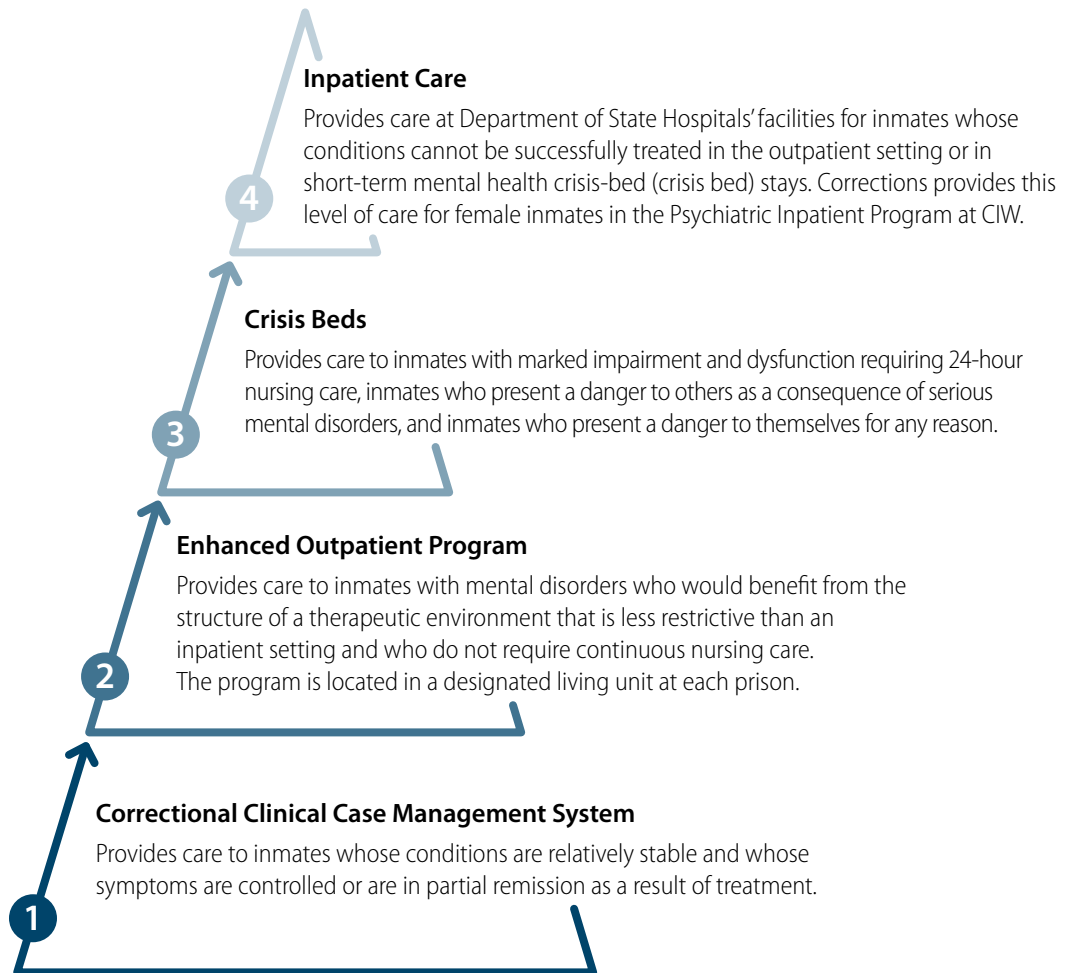 Inpatient Care
Provides care at Department of State Hospitals’ facilities for inmates whose
conditions cannot be successfully treated in the outpatient setting or in
short-term mental health crisis-bed (crisis bed) stays. Corrections provides this
level of care for female inmates in the Psychiatric Inpatient Program at CIW.
4
Crisis Beds
Provides care to inmates with marked impairment and dysfunction requiring 24-hour
nursing care, inmates who present a danger to others as a consequence of serious
mental disorders, and inmates who present a danger to themselves for any reason.
3
Enhanced Outpatient Program
Provides care to inmates with mental disorders who would benefit from the
structure of a therapeutic environment that is less restrictive than an
inpatient setting and who do not require continuous nursing care.
The program is located in a designated living unit at each prison.
2
Correctional Clinical Case Management System
Provides care to inmates whose conditions are relatively stable and whose
symptoms are controlled or are in partial remission as a result of treatment.
1